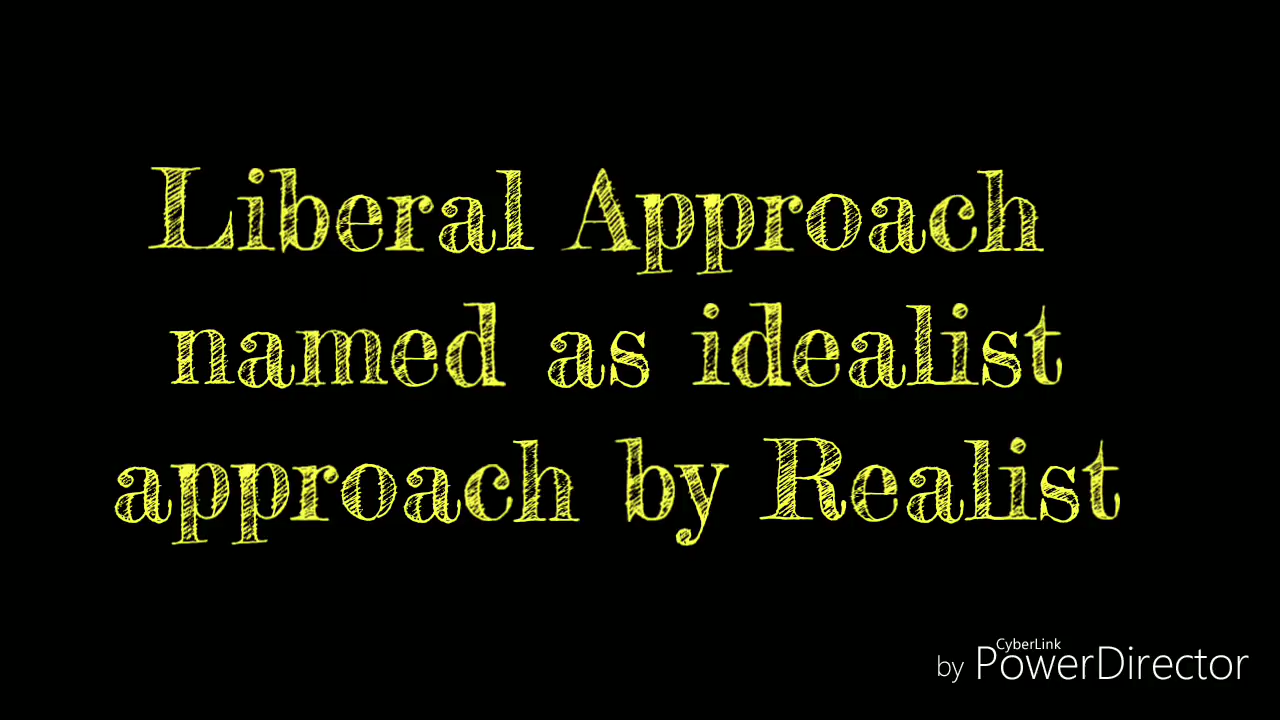 Liberal Approach
named as idealist
approach by Realist
CyberLink
by PowerDirector